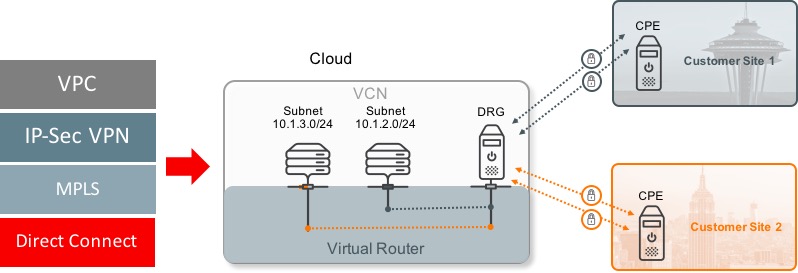 VPC
IP-Sec VPN
MPLS
Direct Connect
Cloud
VCN
Subnet
10.1.3.0/24
Subnet
10.1.2.0/24
DRG
Virtual Router
CPE
Customer Site 1
CPE
Customer Site 2